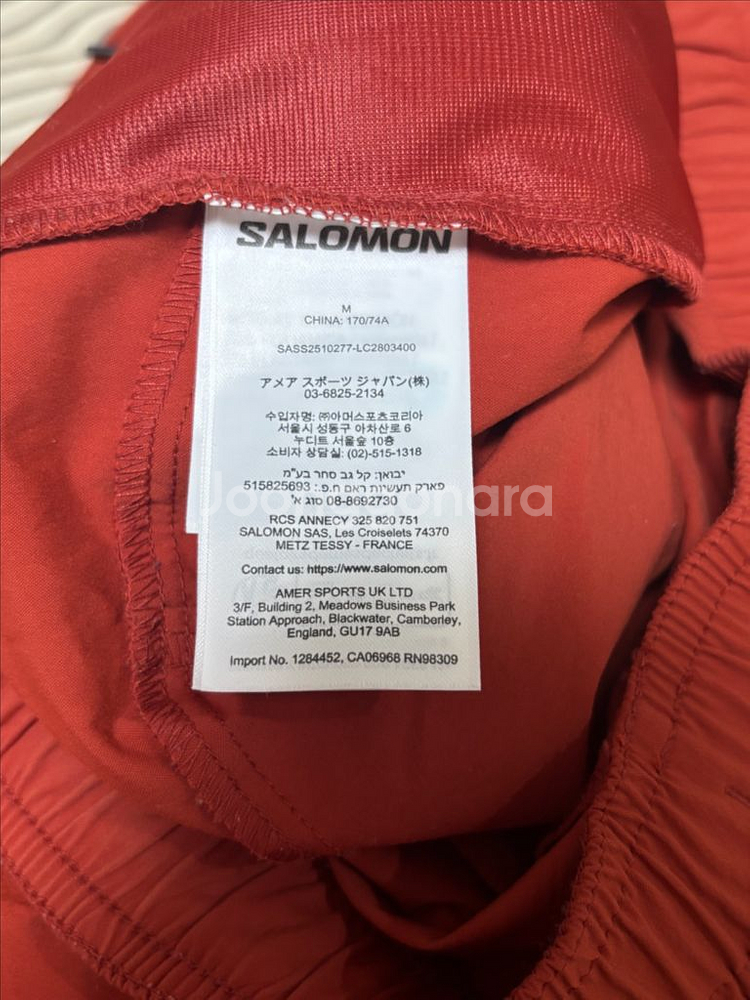 SALOMON
M
CHINA: 170/74A
SASS2510277-LC2803400
アメア スポーツ ジャパン(株)
03-6825-2134
수입자명: ㈜아머스포츠코리아
서울시 성동구 아차산로 6
누디트 서울숲 10층
소비자 상담실: (02)-515-1318
יבואן: קל גב סחר בע"מ
פארק תעשיות ראם ח.פ.: 515825693
08-8692730 סוג א'
RCS ANNECY 325 820 751
SALOMON SAS, Les Croiselets 74370
METZ TESSY - FRANCE
Contact us: https://www.salomon.com
AMER SPORTS UK LTD
3/F, Building 2, Meadows Business Park
Station Approach, Blackwater, Camberley,
England, GU17 9AB
Import No. 1284452, CA06968 RN98309